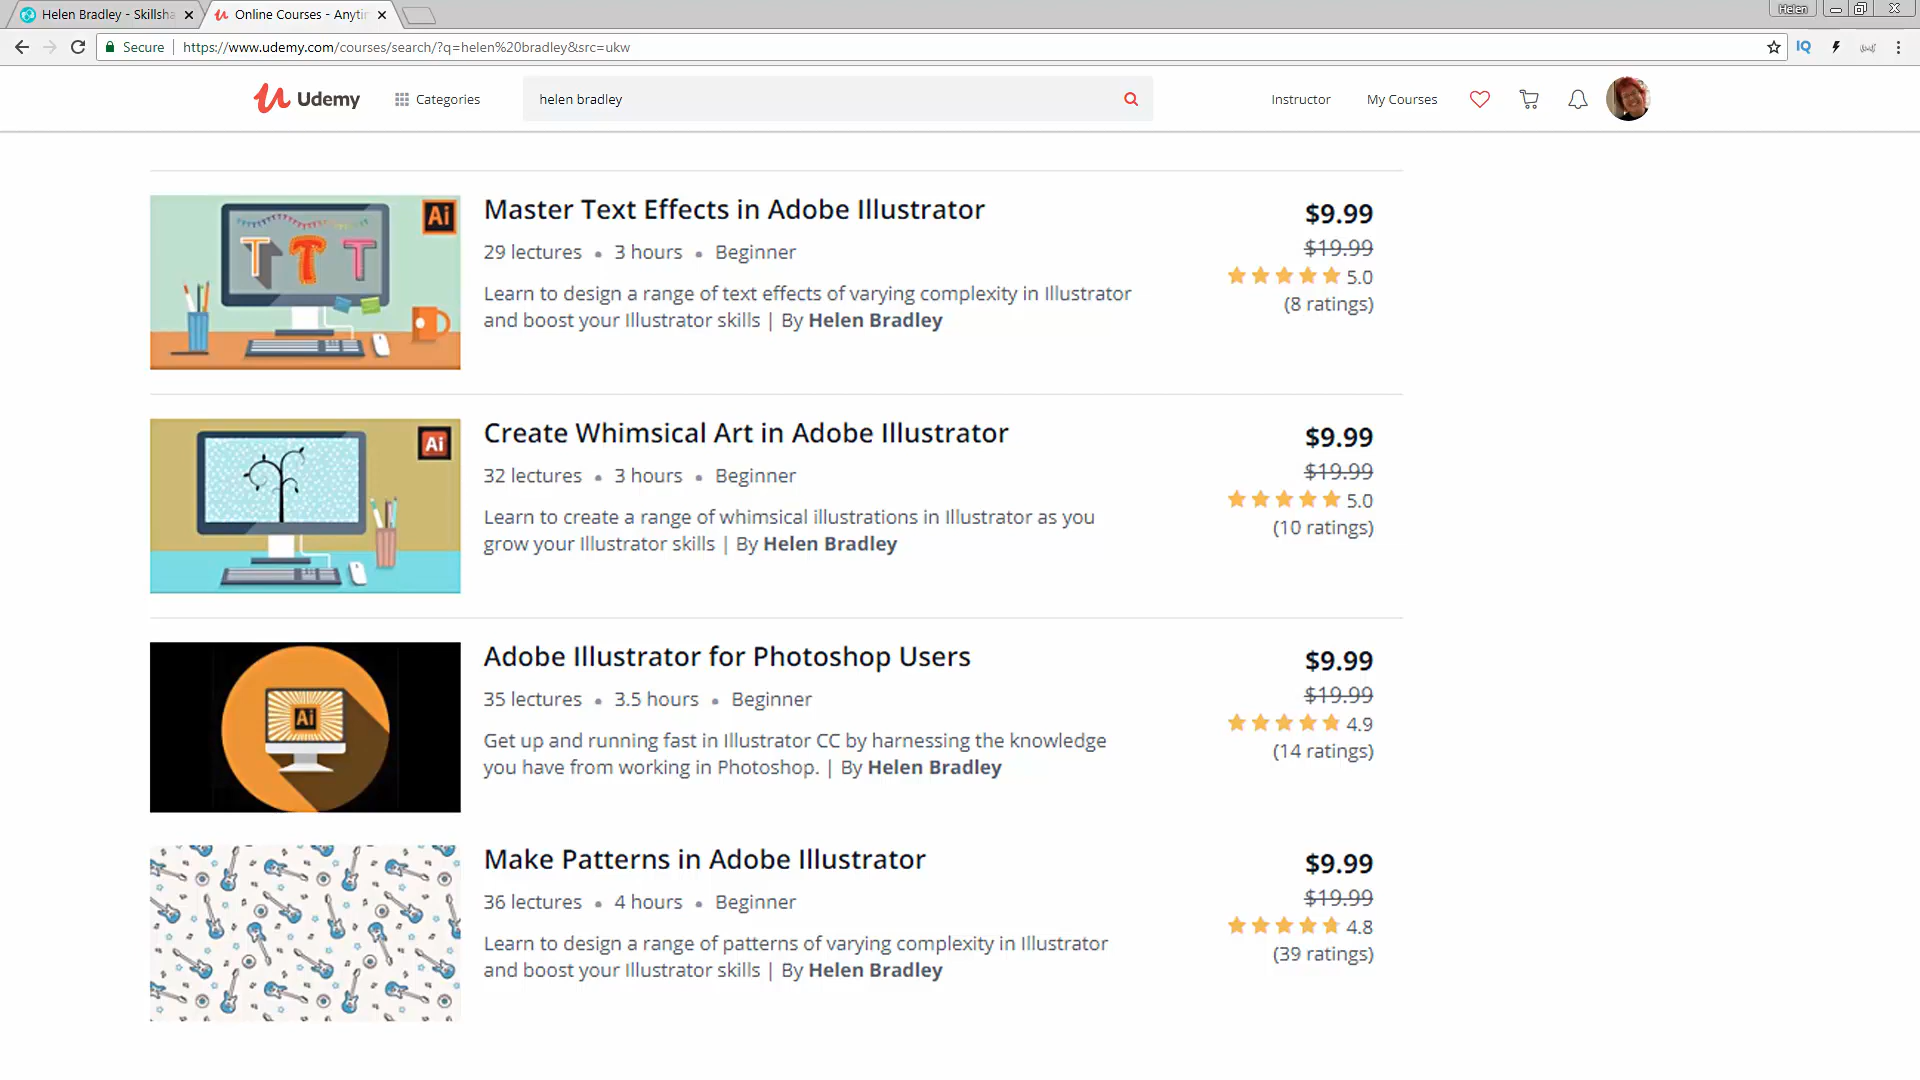 Helen Bradley - Skillsha
Online Courses - Anytin
Helen
Secure
https://www.udemy.com/courses/search/?q=helen%20bradley&src=ukw
IQ
Udemy
Categories
helen bradley
Instructor
My Courses
Master Text Effects in Adobe Illustrator
29 lectures • 3 hours • Beginner
Learn to design a range of text effects of varying complexity in Illustrator
and boost your Illustrator skills | By Helen Bradley
$9.99
$19.99
5.0
(8 ratings)
T T T
Ai
Create Whimsical Art in Adobe Illustrator
32 lectures • 3 hours • Beginner
Learn to create a range of whimsical illustrations in Illustrator as you
grow your Illustrator skills | By Helen Bradley
$9.99
$19.99
5.0
(10 ratings)
Ai
Adobe Illustrator for Photoshop Users
35 lectures • 3.5 hours • Beginner
Get up and running fast in Illustrator CC by harnessing the knowledge
you have from working in Photoshop. | By Helen Bradley
$9.99
$19.99
4.9
(14 ratings)
Ai
Make Patterns in Adobe Illustrator
36 lectures • 4 hours • Beginner
Learn to design a range of patterns of varying complexity in Illustrator
and boost your Illustrator skills | By Helen Bradley
$9.99
$19.99
4.8
(39 ratings)